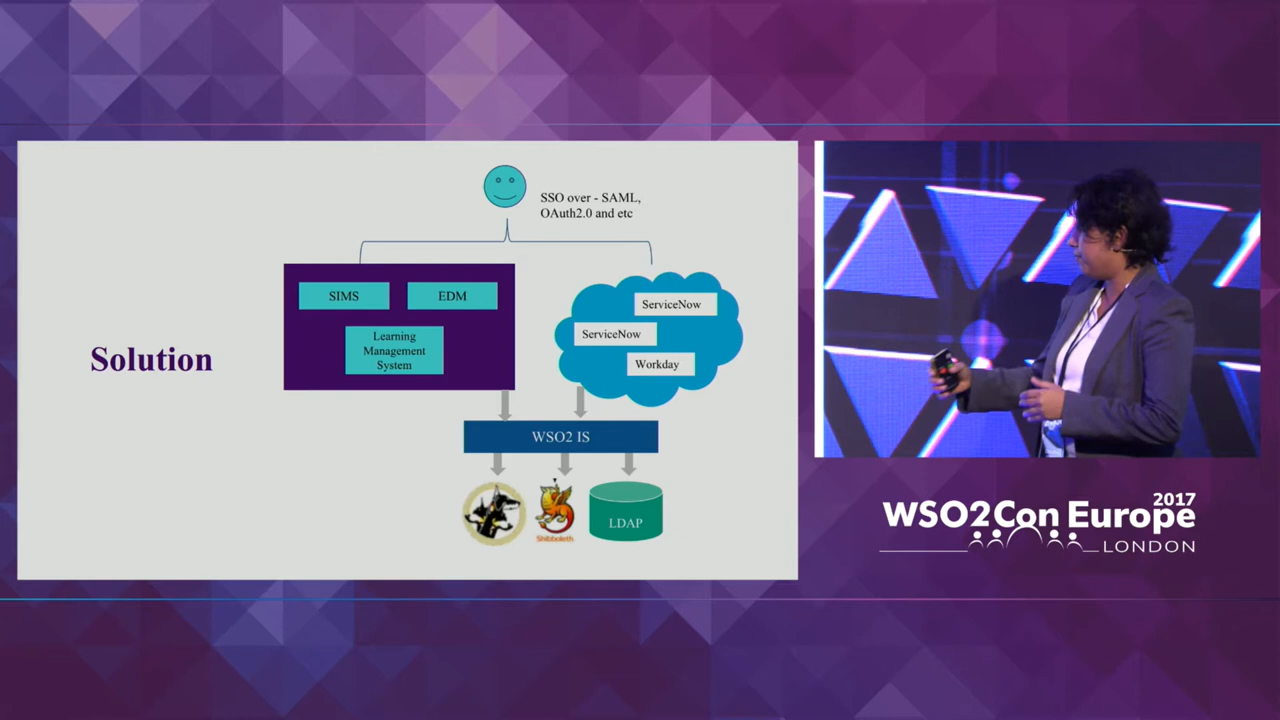 SSO over - SAML,
OAuth2.0 and etc
SIMS
EDM
Learning
Management
System
ServiceNow
ServiceNow
Workday
Solution
WSO2 IS
Shibboleth
LDAP
2017
WSO2Con Europe
LONDON